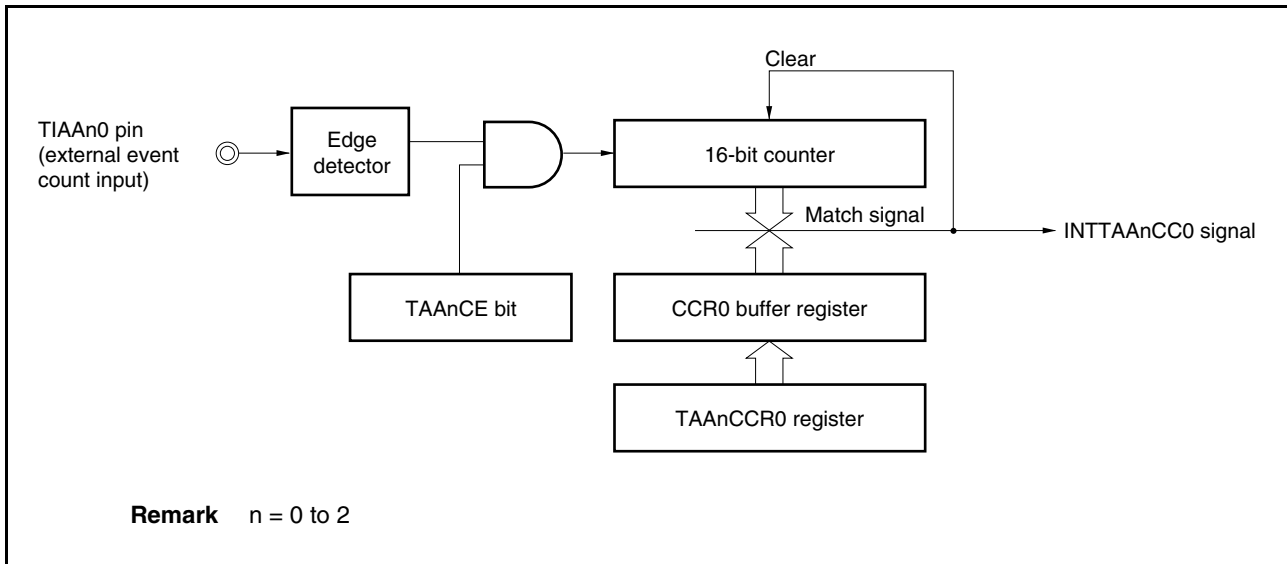 Clear
TIAAn0 pin
(external event
count input)
Edge
detector
16-bit counter
Match signal
INTTAAnCC0 signal
TAAnCE bit
CCR0 buffer register
TAAnCCR0 register
Remark n = 0 to 2